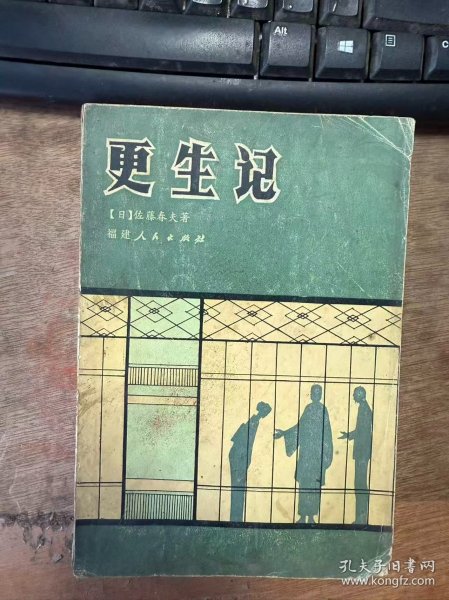 Alt
更生记
【日】佐藤春夫著
福建人民出版社
孔夫子旧书网
www.kongfz.com